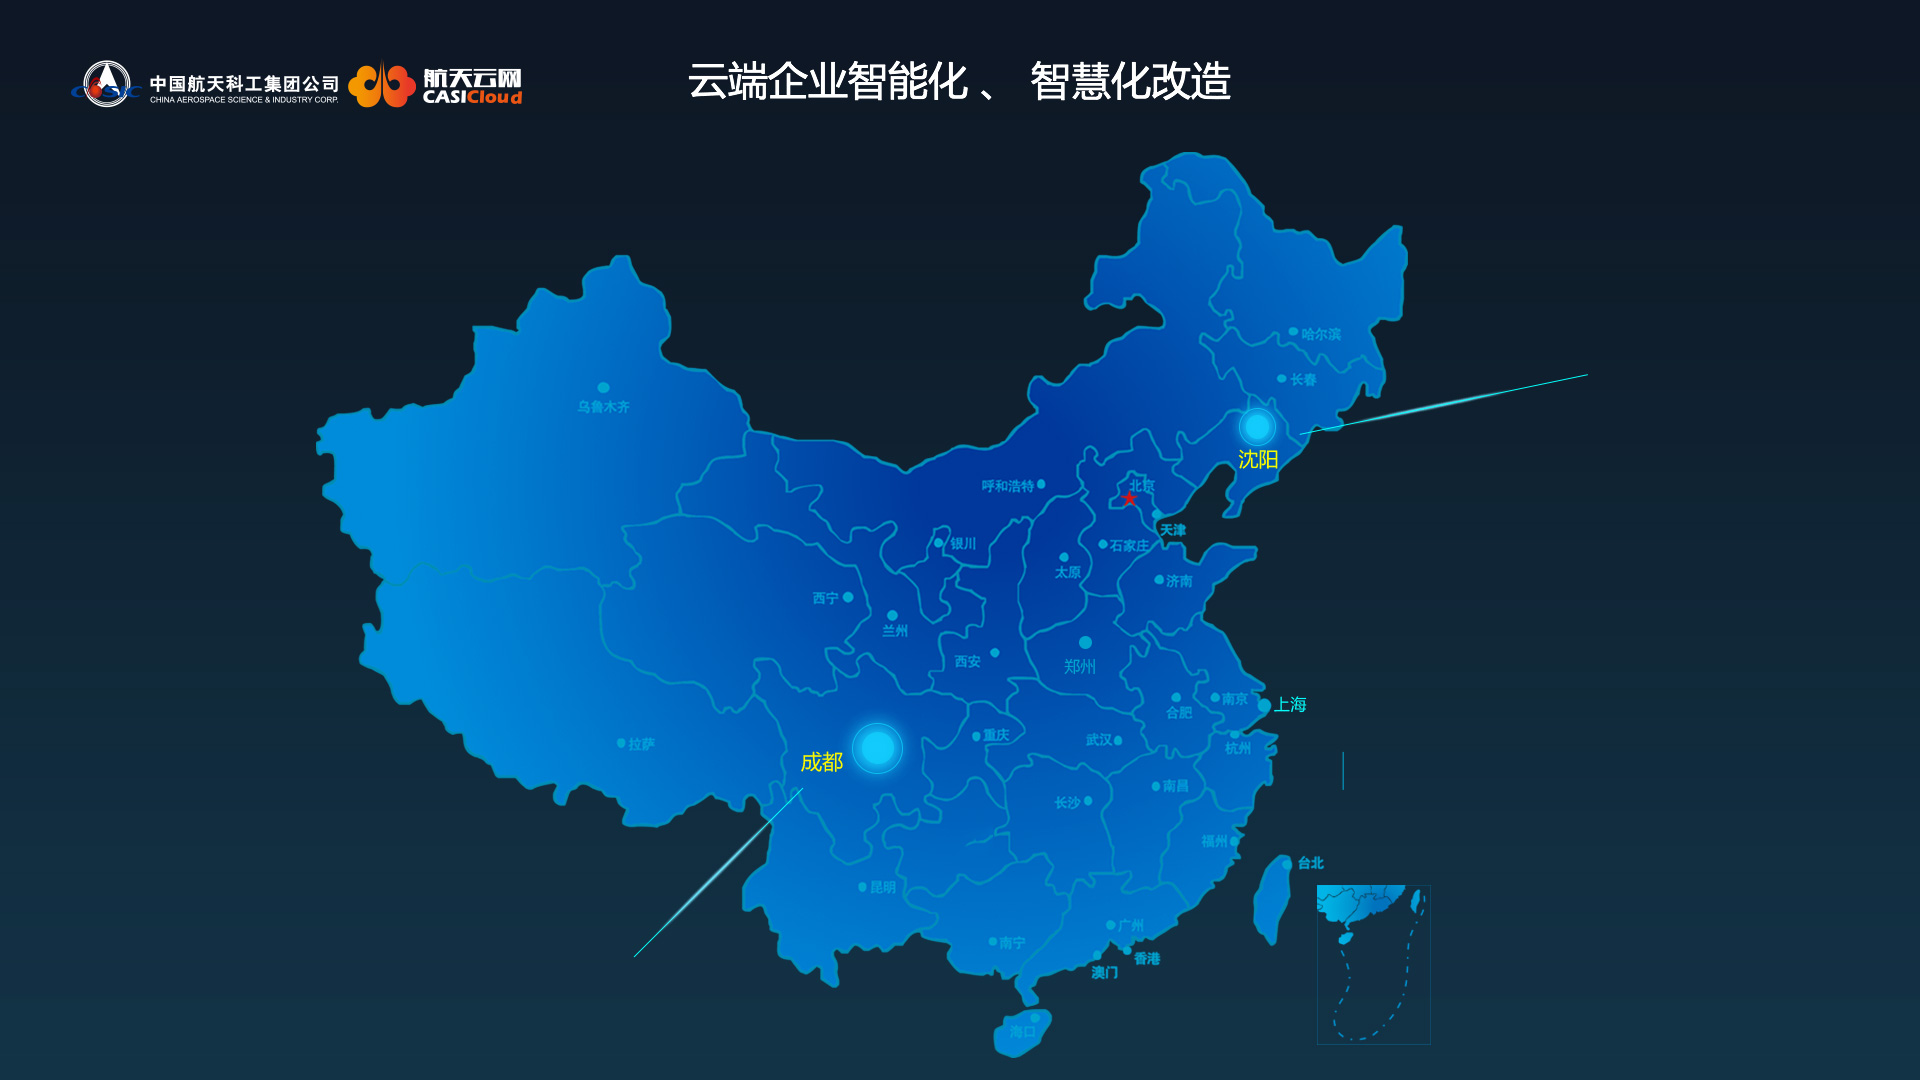 中国航天科工集团公司
CHINA AEROSPACE SCIENCE & INDUSTRY CORP.
航天云网
CASICloud
云端企业智能化 、 智慧化改造
哈尔滨
长春
乌鲁木齐
沈阳
呼和浩特
北京
天津
银川
石家庄
太原
济南
西宁
兰州
西安
郑州
南京
上海
合肥
拉萨
重庆
武汉
杭州
成都
南昌
长沙
福州
台北
昆明
广州
南宁
香港
澳门
海口